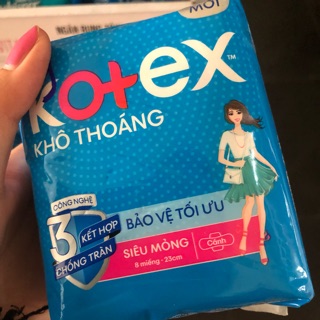 MỚI
Kotex™
KHÔ THOÁNG
CÔNG NGHỆ
3
KẾT HỢP
CHỐNG TRÀN
BẢO VỆ TỐI ƯU
SIÊU MỎNG
Cánh
8 miếng - 23cm